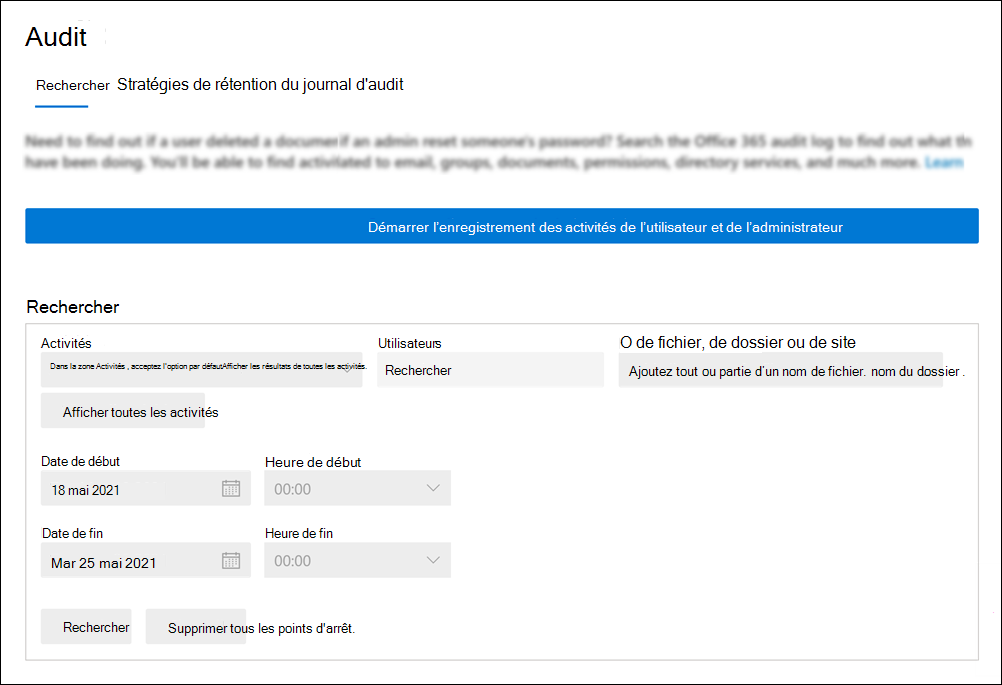 Audit
Rechercher Stratégies de rétention du journal d'audit
Need to find out if a user deleted a document if an admin reset someone's password? Search the Office 365 audit log to find out what th
have been doing. You'll be able to find activilated to email, groups, documents, permissions, directory services, and much more. Learn
Démarrer l'enregistrement des activités de l'utilisateur et de l'administrateur
Rechercher
Activités Utilisateurs O de fichier, de dossier ou de site
Dans la zone Activités , acceptez l'option par défautAfficher les résultats de toutes les activités. Rechercher Ajoutez tout ou partie d'un nom de fichier. nom du dossier .
Afficher toutes les activités
Date de début Heure de début
18 mai 2021 00:00
Date de fin Heure de fin
Mar 25 mai 2021 00:00
Rechercher Supprimer tous les points d'arrêt.